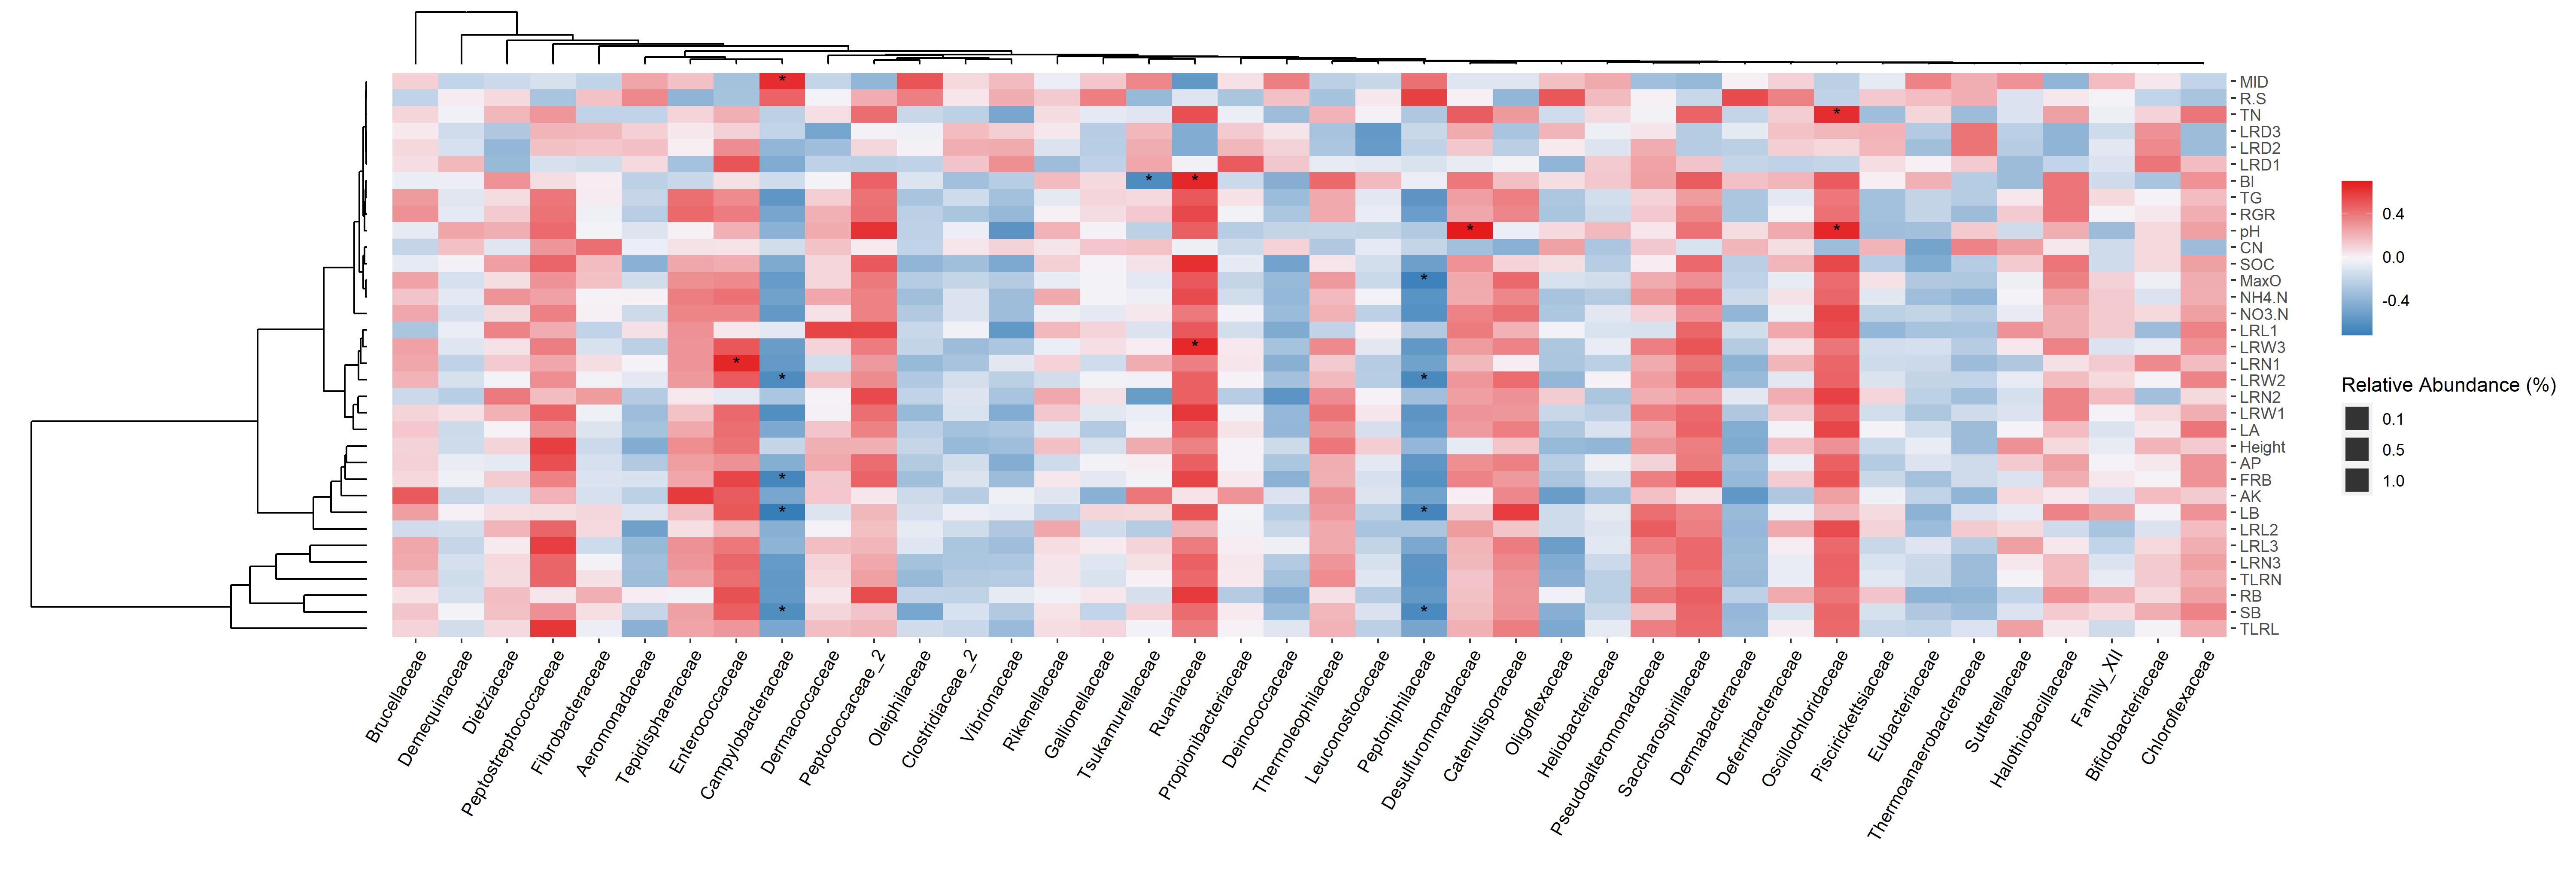 MID
R.S
TN
LRD3
LRD2
LRD1
BI
TG
RGR
pH
CN
SOC
MaxO
NH4.N
NO3.N
LRL1
LRW3
LRN1
LRW2
LRN2
LRW1
LA
Height
AP
FRB
AK
LB
LRL2
LRL3
LRN3
TLRN
RB
SB
TLRL
0.4
0.0
-0.4
Relative Abundance (%)
0.1
0.5
1.0
* 
*
* *
* *
*
*
*
* *
*
* *
* *
Brucellaceae
Demequinaceae
Dietziaceae
Peptostreptococcaceae
Fibrobacteraceae
Aeromonadaceae
Tepidisphaeraceae
Enterococcaceae
Campylobacteraceae
Dermacoccaceae
Peptococcaceae_2
Oleiphilaceae
Clostridiaceae_2
Vibrionaceae
Rikenellaceae
Gallionellaceae
Tsukamurellaceae
Ruaniaceae
Propionibacteriaceae
Deinococcaceae
Thermoleophilaceae
Leuconostocaceae
Peptoniphilaceae
Desulfuromonadaceae
Catenulisporaceae
Oligoflexaceae
Heliobacteriaceae
Pseudoalteromonadaceae
Saccharospirillaceae
Dermabacteraceae
Deferribacteraceae
Oscillochloridaceae
Piscirickettsiaceae
Eubacteriaceae
Thermoanaerobacteraceae
Sutterellaceae
Halothiobacillaceae
Family_XII
Bifidobacteriaceae
Chloroflexaceae